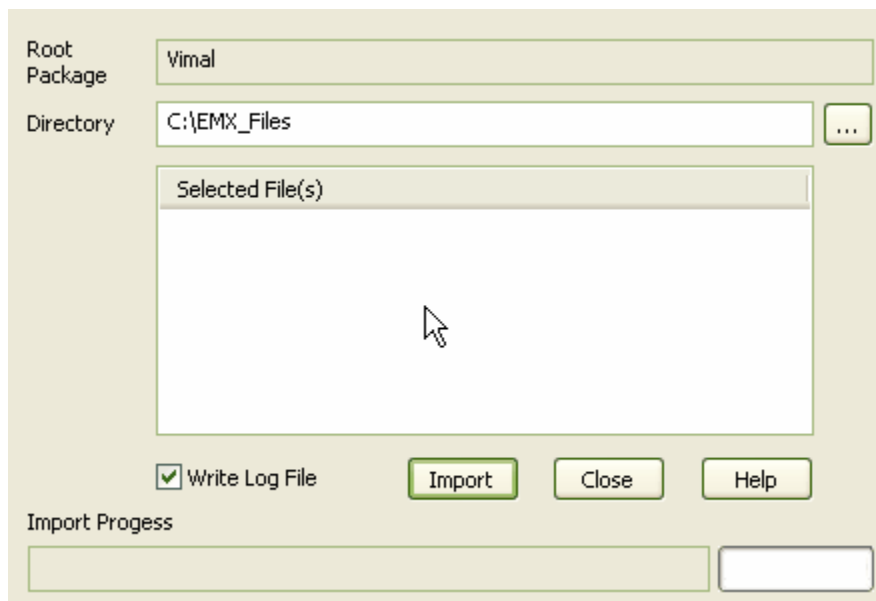 Root
Package
Vimal
Directory
C:\EMX_Files
...
Selected File(s)
Write Log File
Import
Close
Help
Import Progess